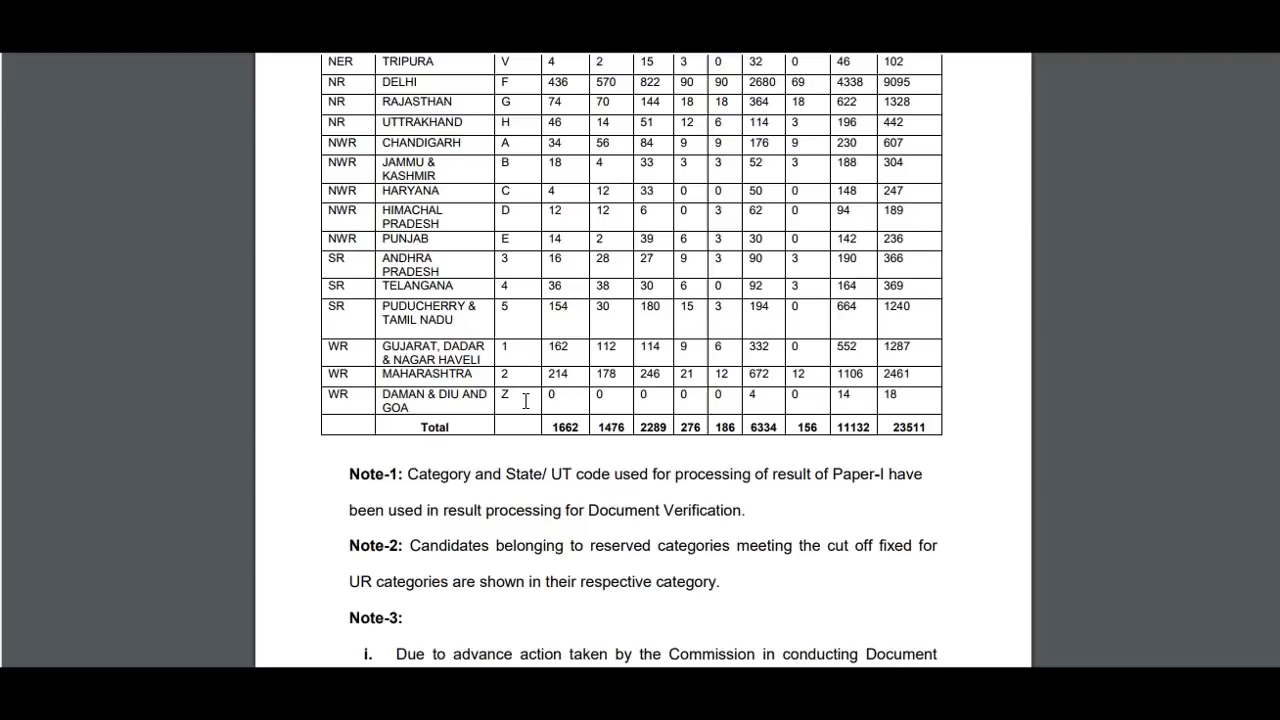 NER TRIPURA V 4 2 15 3 0 32 0 46 102
NR DELHI F 436 570 822 90 90 2680 69 4338 9095
NR RAJASTHAN G 74 70 144 18 18 364 18 622 1328
NR UTTRAKHAND H 46 14 51 12 6 114 3 196 442
NWR CHANDIGARH A 34 56 84 9 9 176 9 230 607
NWR JAMMU & B 18 4 33 3 3 52 3 188 304
KASHMIR
NWR HARYANA C 4 12 33 0 0 50 0 148 247
NWR HIMACHAL D 12 12 6 0 3 62 0 94 189
PRADESH
NWR PUNJAB E 14 2 39 6 3 30 0 142 236
SR ANDHRA 3 16 28 27 9 3 90 3 190 366
PRADESH
SR TELANGANA 4 36 38 30 6 0 92 3 164 369
SR PUDUCHERRY & 5 154 30 180 15 3 194 0 664 1240
TAMIL NADU
WR GUJARAT, DADAR 1 162 112 114 9 6 332 0 552 1287
& NAGAR HAVELI
WR MAHARASHTRA 2 214 178 246 21 12 672 12 1106 2461
WR DAMAN & DIU AND Z 0 0 0 0 0 4 0 14 18
GOA
Total 1662 1476 2289 276 186 6334 156 11132 23511
Note-1: Category and State/ UT code used for processing of result of Paper-I have
been used in result processing for Document Verification.
Note-2: Candidates belonging to reserved categories meeting the cut off fixed for
UR categories are shown in their respective category.
Note-3:
i. Due to advance action taken by the Commission in conducting Document